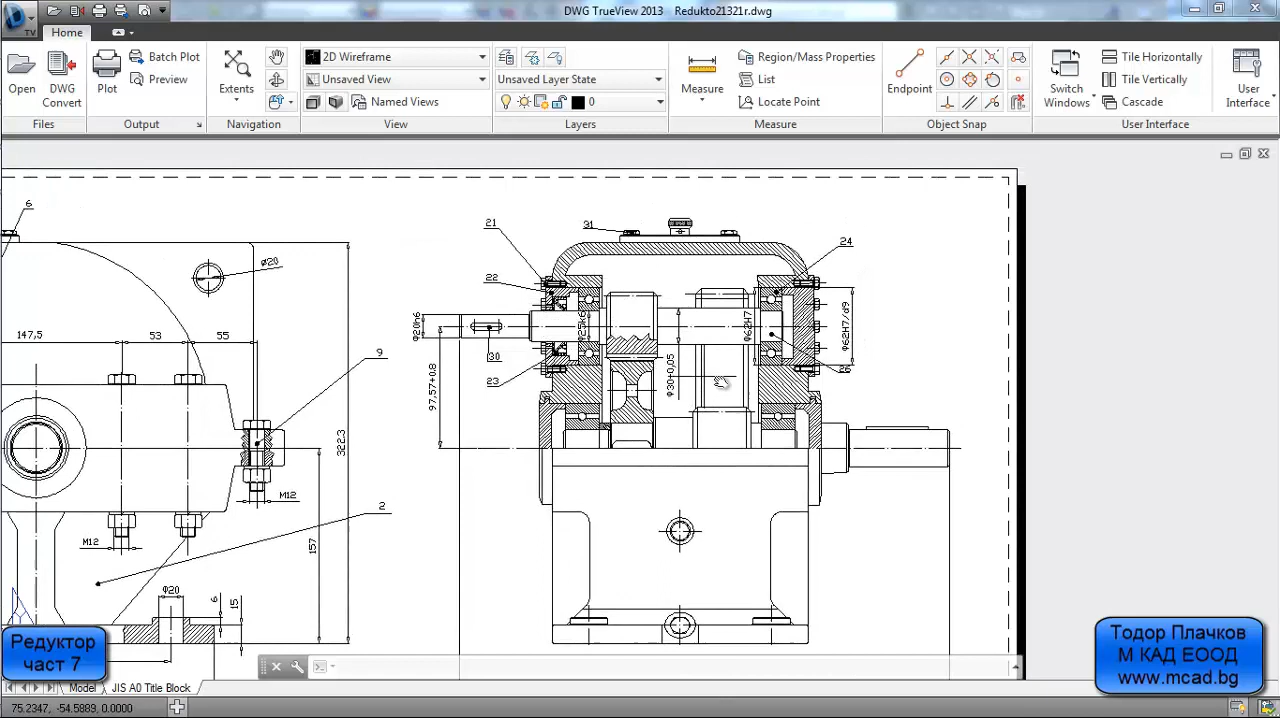 DWG TrueView 2013 Redukto21321r.dwg
TV
Home
Open
DWG
Convert
Files
Plot
Batch Plot
Preview
Output
Extents
Navigation
2D Wireframe
Unsaved View
Named Views
View
Unsaved Layer State
0
Layers
Measure
Region/Mass Properties
List
Locate Point
Measure
Endpoint
Object Snap
Switch
Windows
Tile Horizontally
Tile Vertically
Cascade
User
Interface
User Interface
6
ø20
147,5
53
55
9
M12
322.3
2
M12
157
Φ20
6
15
21
31
24
22
Φ20h6
Φ25k6
Φ62H7
Φ68H7/d9
30
23
26
97,57+0.8
Φ30+0,05
Редуктор
част 7
Тодор Плачков
М КАД ЕООД
www.mcad.bg
Model
JIS A0 Title Block
75.2347, -54.5889, 0.0000